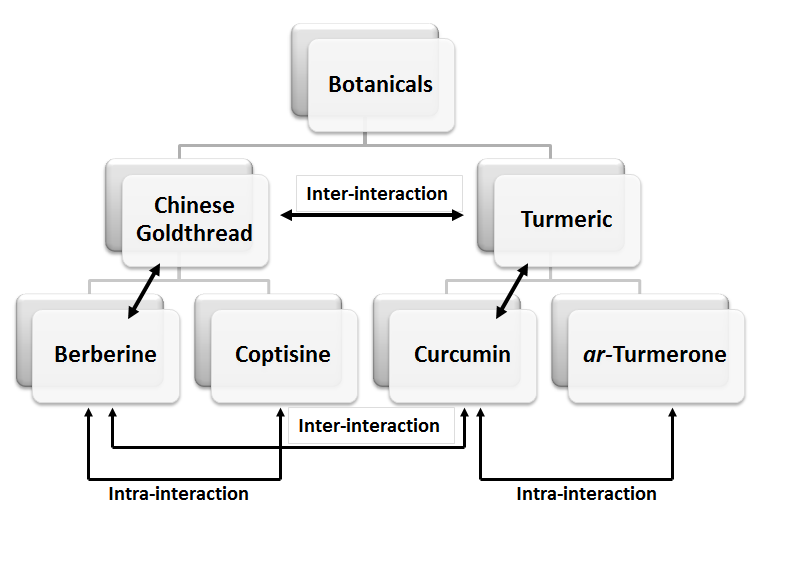 Botanicals
Chinese
Goldthread
Inter-interaction
Turmeric
Berberine
Coptisine
Curcumin
ar-Turmerone
Inter-interaction
Intra-interaction
Intra-interaction